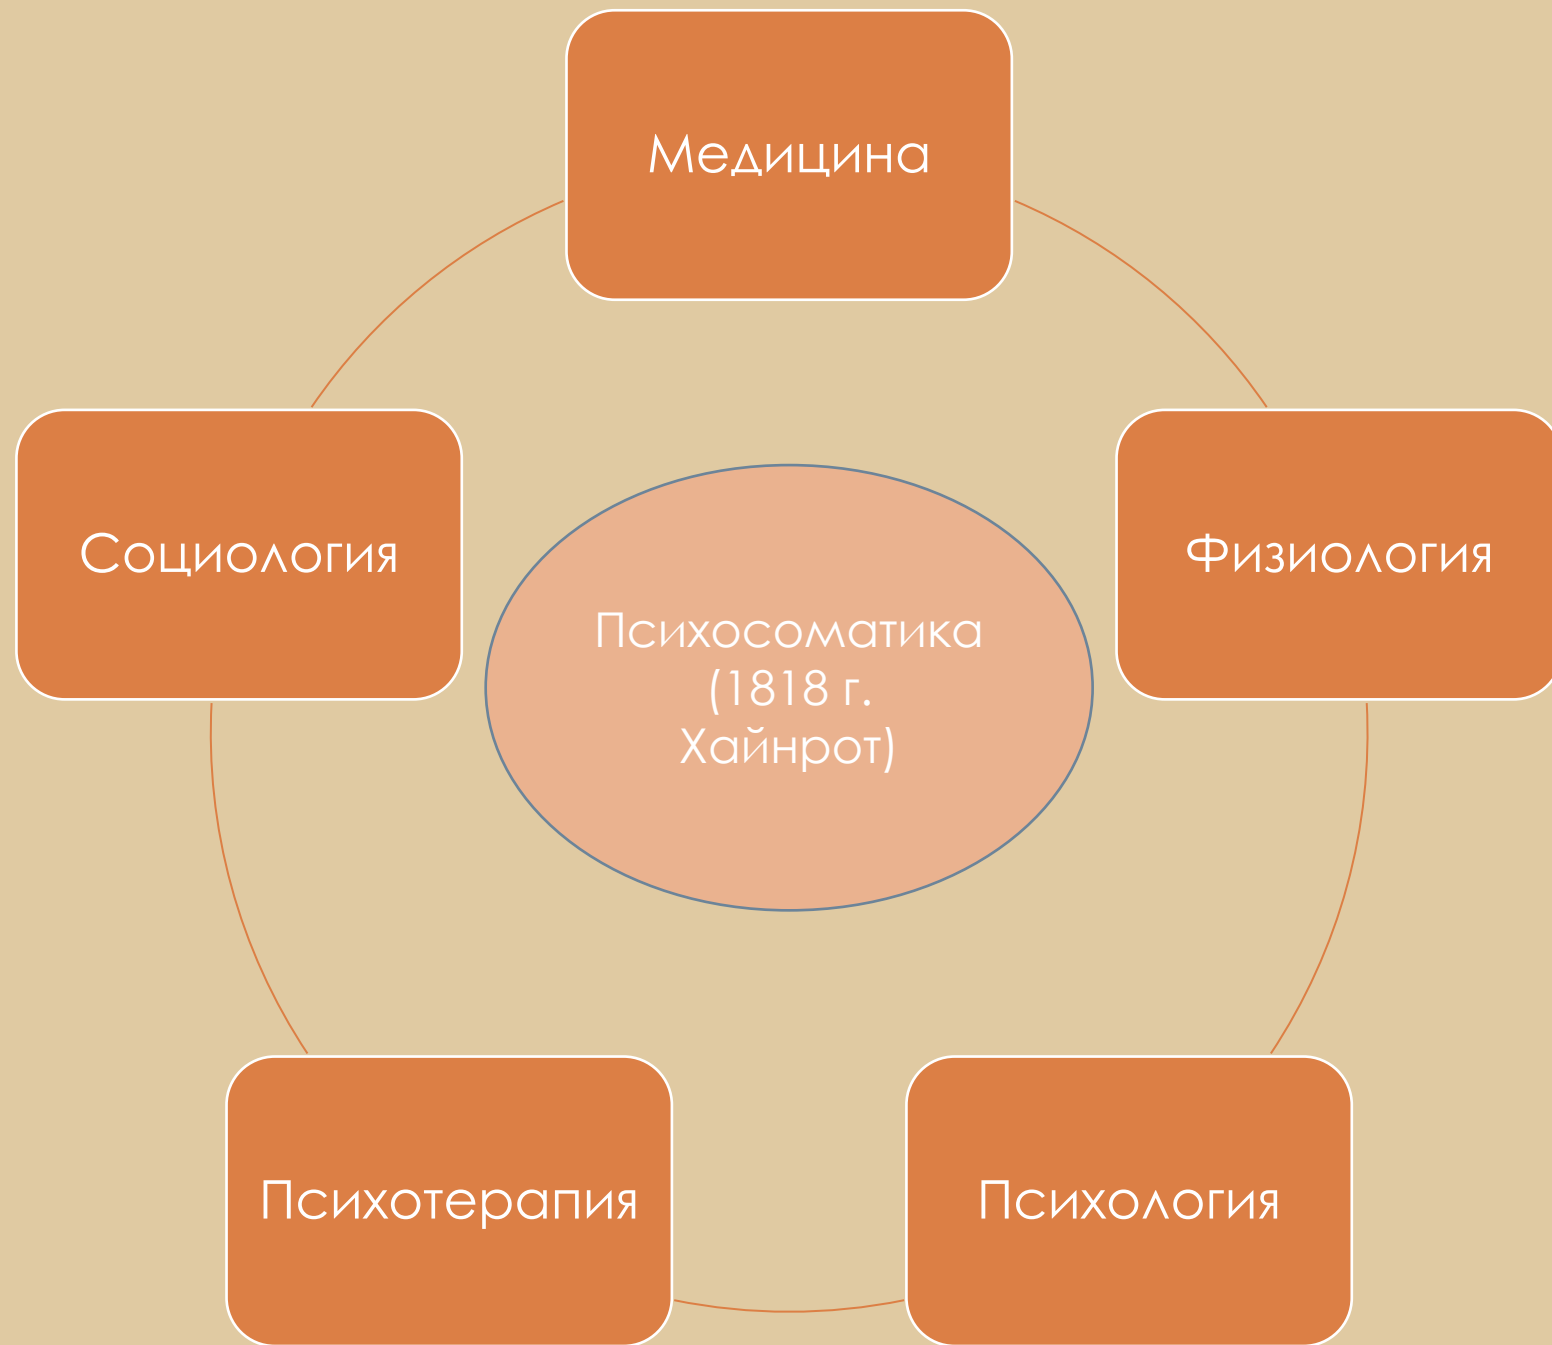 Медицина
Социология
Физиология
Психосоматика
(1818 г.
Хайнрот)
Психотерапия
Психология